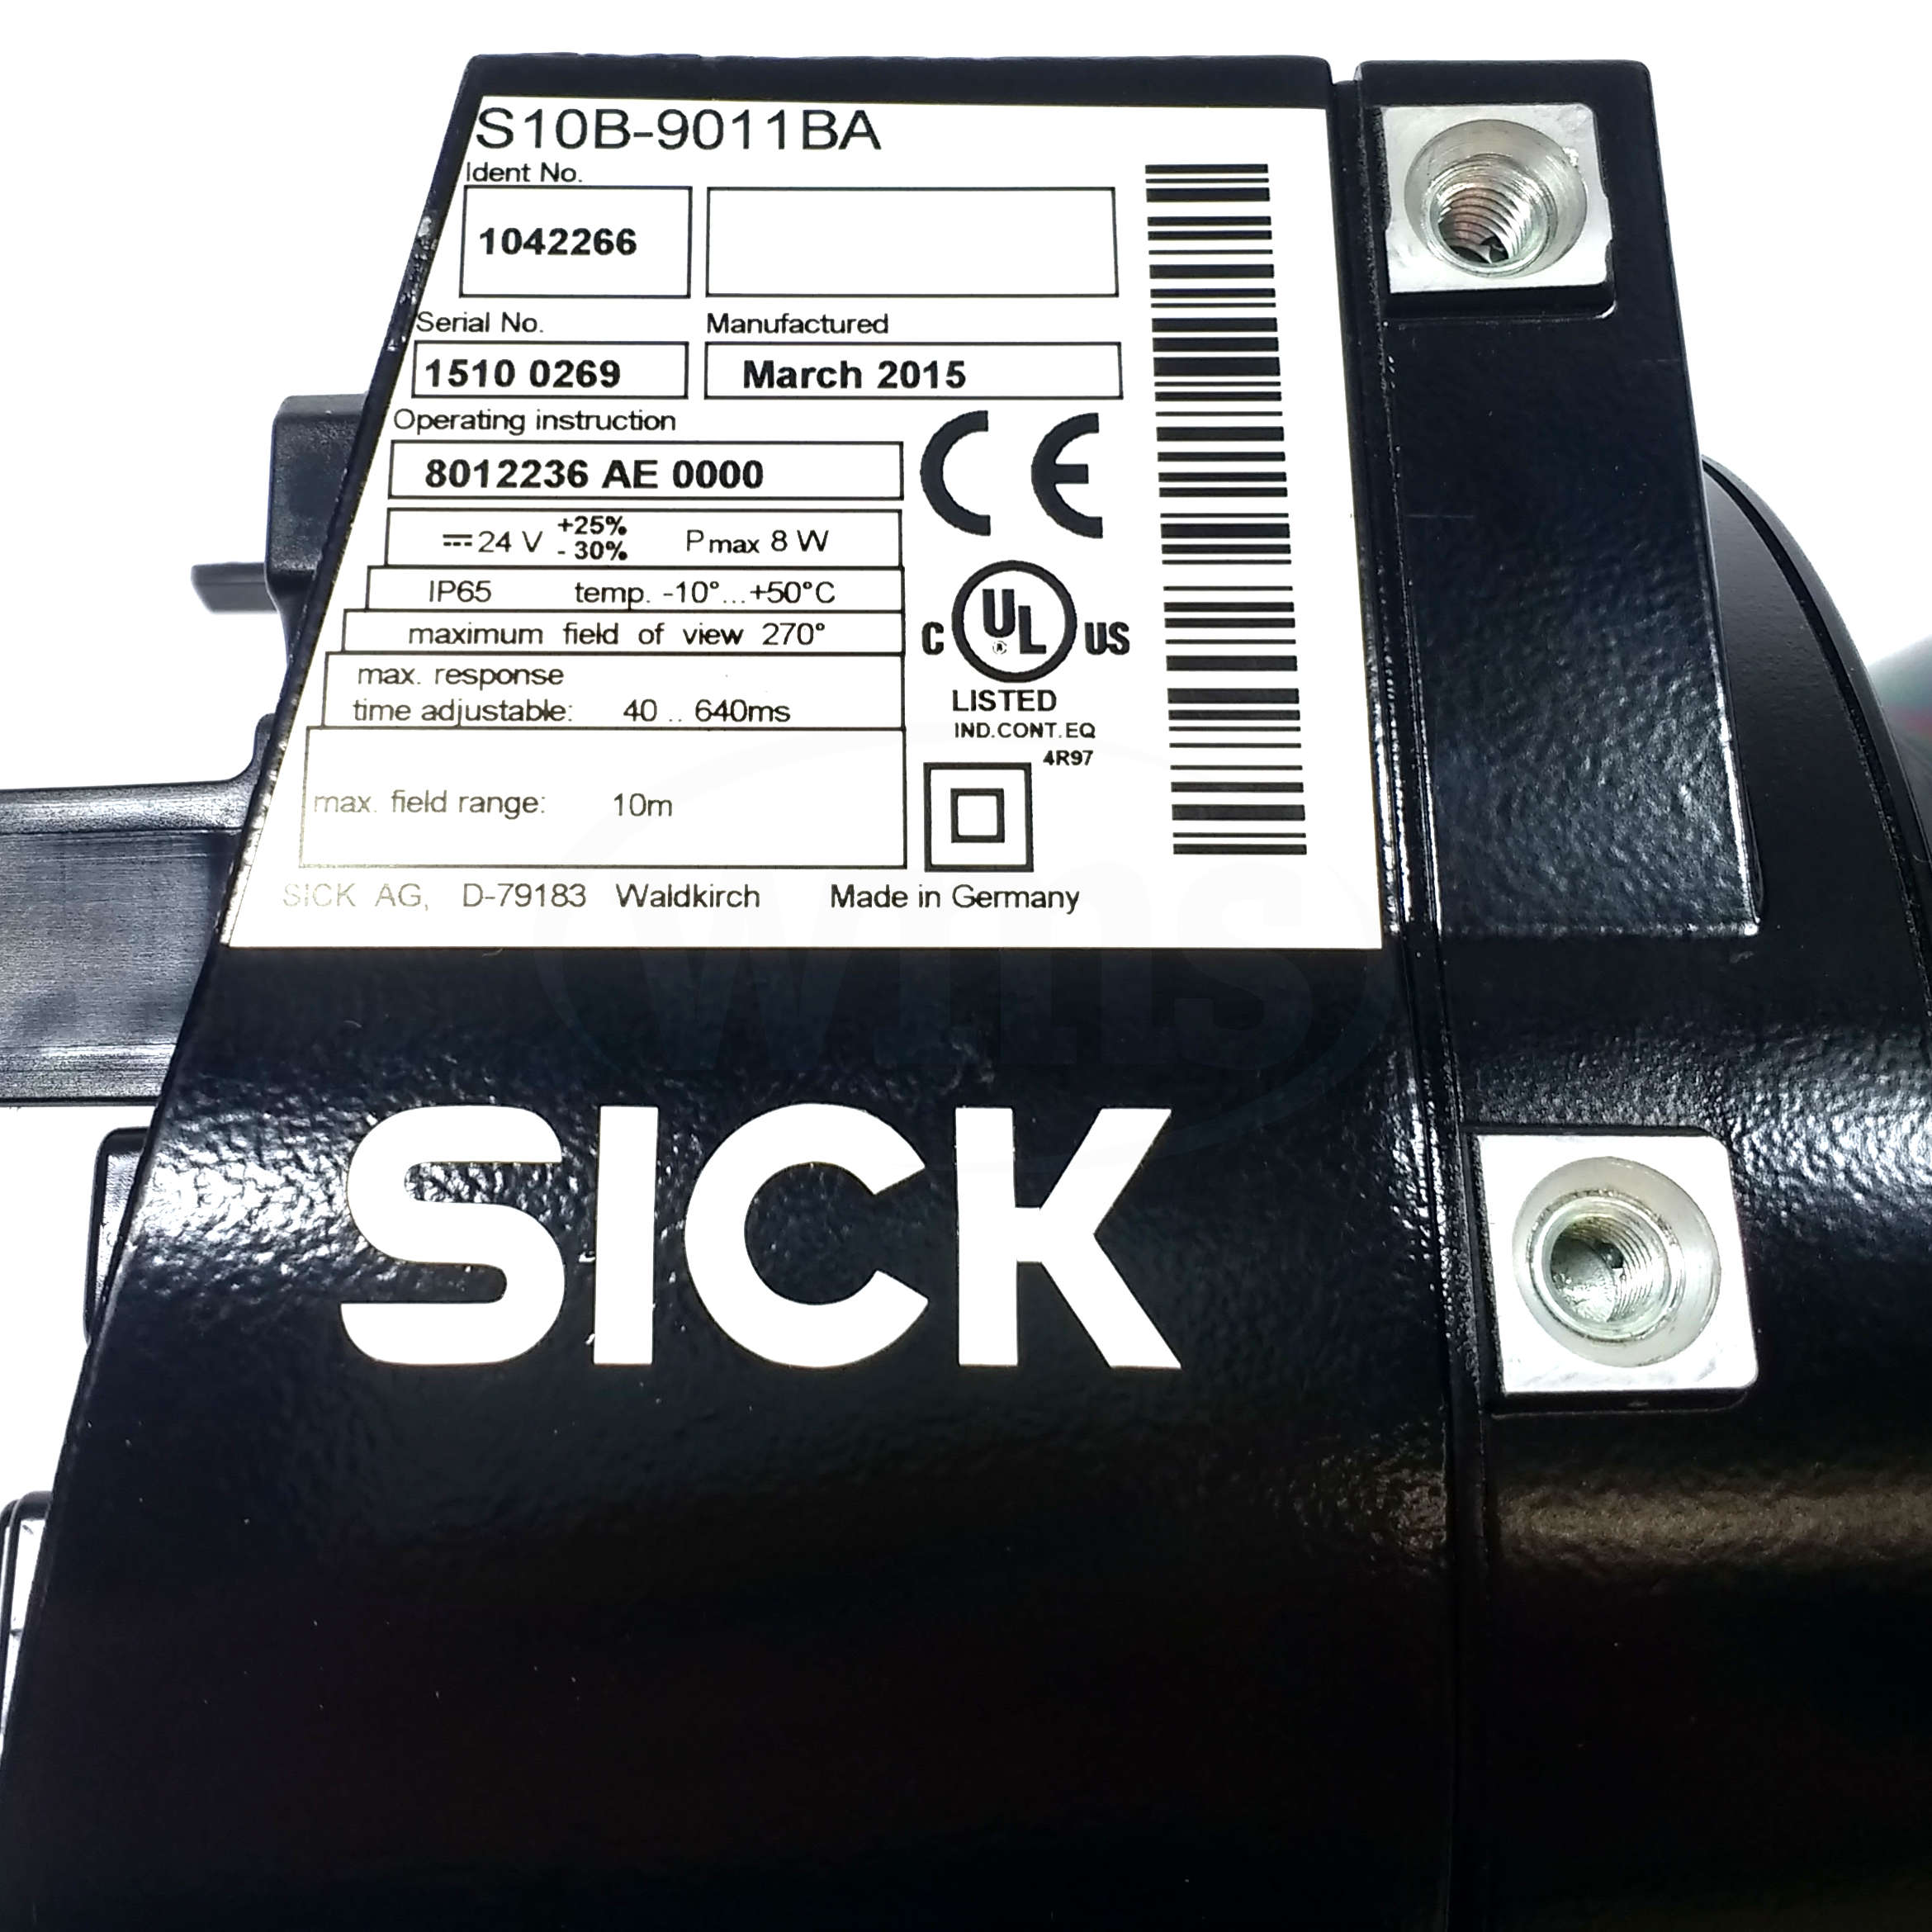 S10B-9011BA
Ident No.
1042266
Serial No. Manufactured
1510 0269 March 2015
Operating instruction
8012236 AE 0000
CE
⎓ 24 V +25% - 30% Pmax 8 W
IP65 temp. -10°...+50°C
maximum field of view 270°
C UL ® US
LISTED
IND.CONT.EQ
4R97
max. response
time adjustable: 40 .. 640ms
max. field range: 10m
SICK AG, D-79183 Waldkirch Made in Germany
wms
SICK